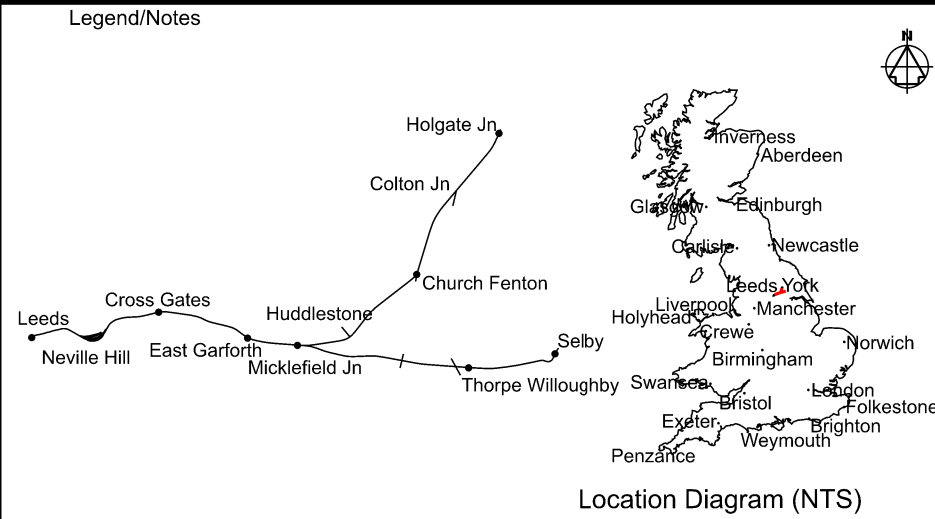 Legend/Notes
N
Holgate Jn
Colton Jn
Church Fenton
Huddlestone
Cross Gates
Leeds
Neville Hill
East Garforth
Micklefield Jn
Selby
Thorpe Willoughby
Inverness
Aberdeen
Glasgow
Edinburgh
Carlisle
Newcastle
Leeds York
Liverpool
Manchester
Holyhead
Crewe
Norwich
Birmingham
Swansea
London
Bristol
Folkestone
Exeter
Brighton
Weymouth
Penzance
Location Diagram (NTS)